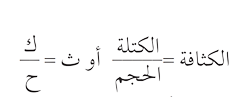 الكثافة = الكتلة / الحجم أو ث = ك / ح